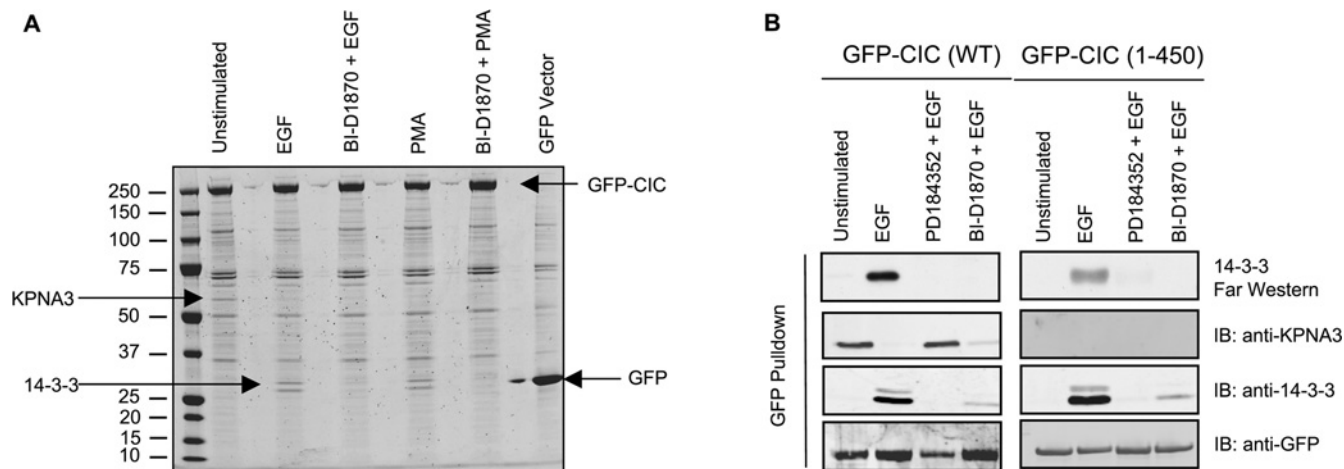 A
Unstimulated
EGF
BI-D1870 + EGF
PMA
BI-D1870 + PMA
GFP Vector
250
150
100
75
50
37
25
20
15
10
KPNA3
14-3-3
GFP-CIC
GFP
B
GFP-CIC (WT)
GFP-CIC (1-450)
Unstimulated
EGF
PD184352 + EGF
BI-D1870 + EGF
Unstimulated
EGF
PD184352 + EGF
BI-D1870 + EGF
GFP Pulldown
14-3-3
Far Western
IB: anti-KPNA3
IB: anti-14-3-3
IB: anti-GFP